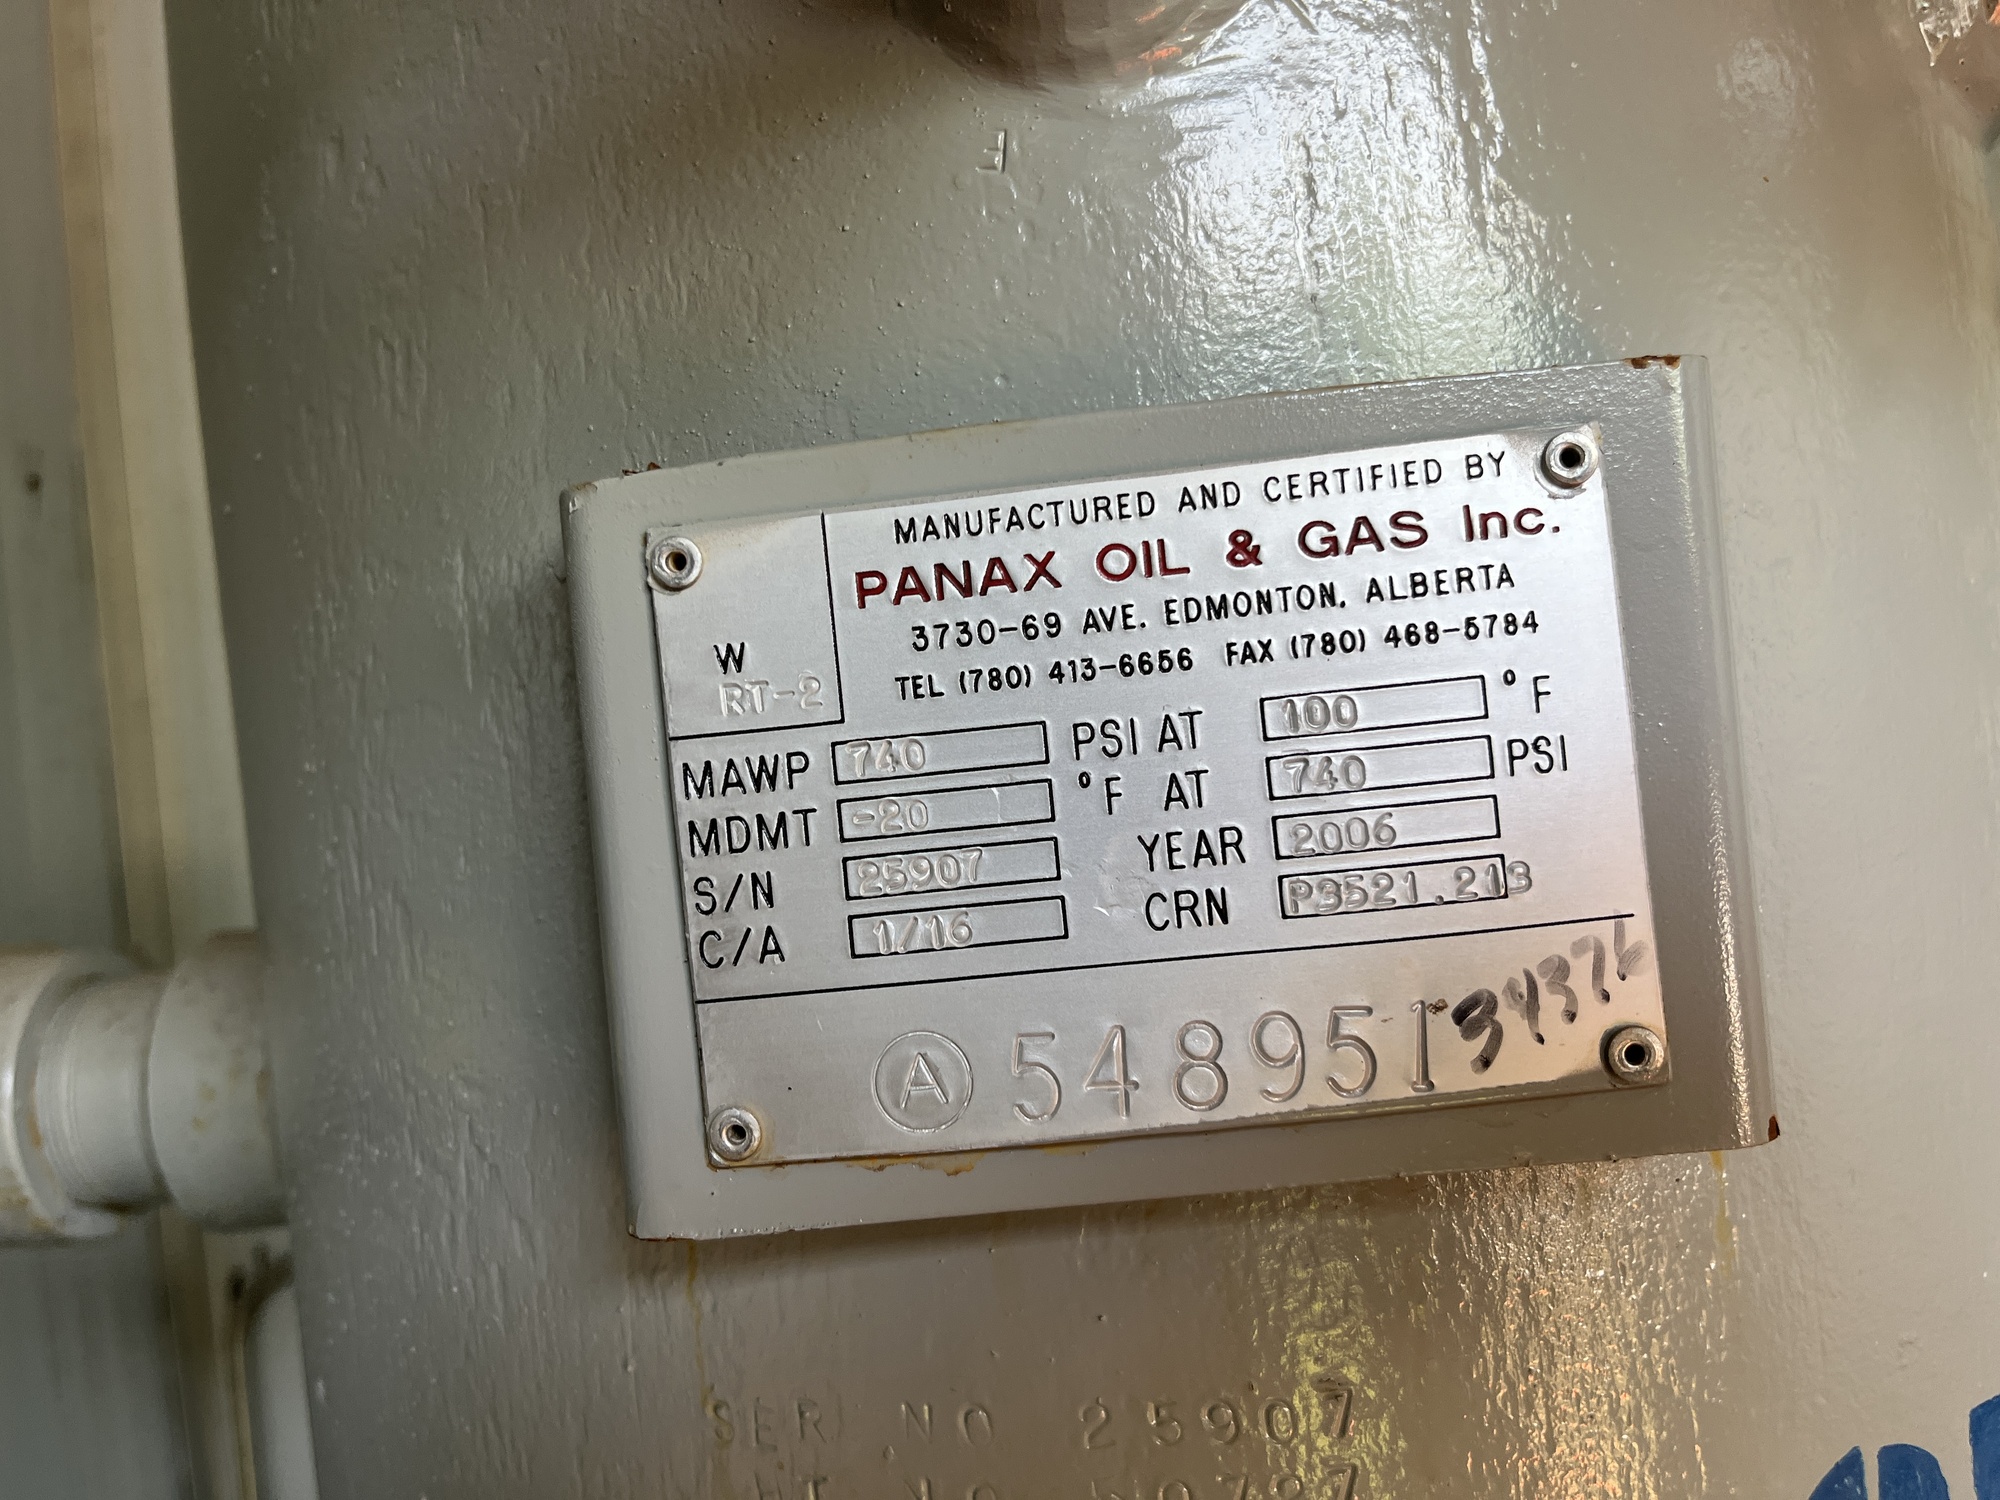 F
MANUFACTURED AND CERTIFIED BY
PANAX OIL & GAS Inc.
3730-69 AVE. EDMONTON. ALBERTA
TEL (780) 413-6656 FAX (780) 468-5784
W
RT-2
MAWP 740 PSI AT 100 °F
MDMT -20 °F AT 740 PSI
S/N 25907 YEAR 2006
C/A 1/16 CRN P3521.213
A 548951 34376
SER NO 25907